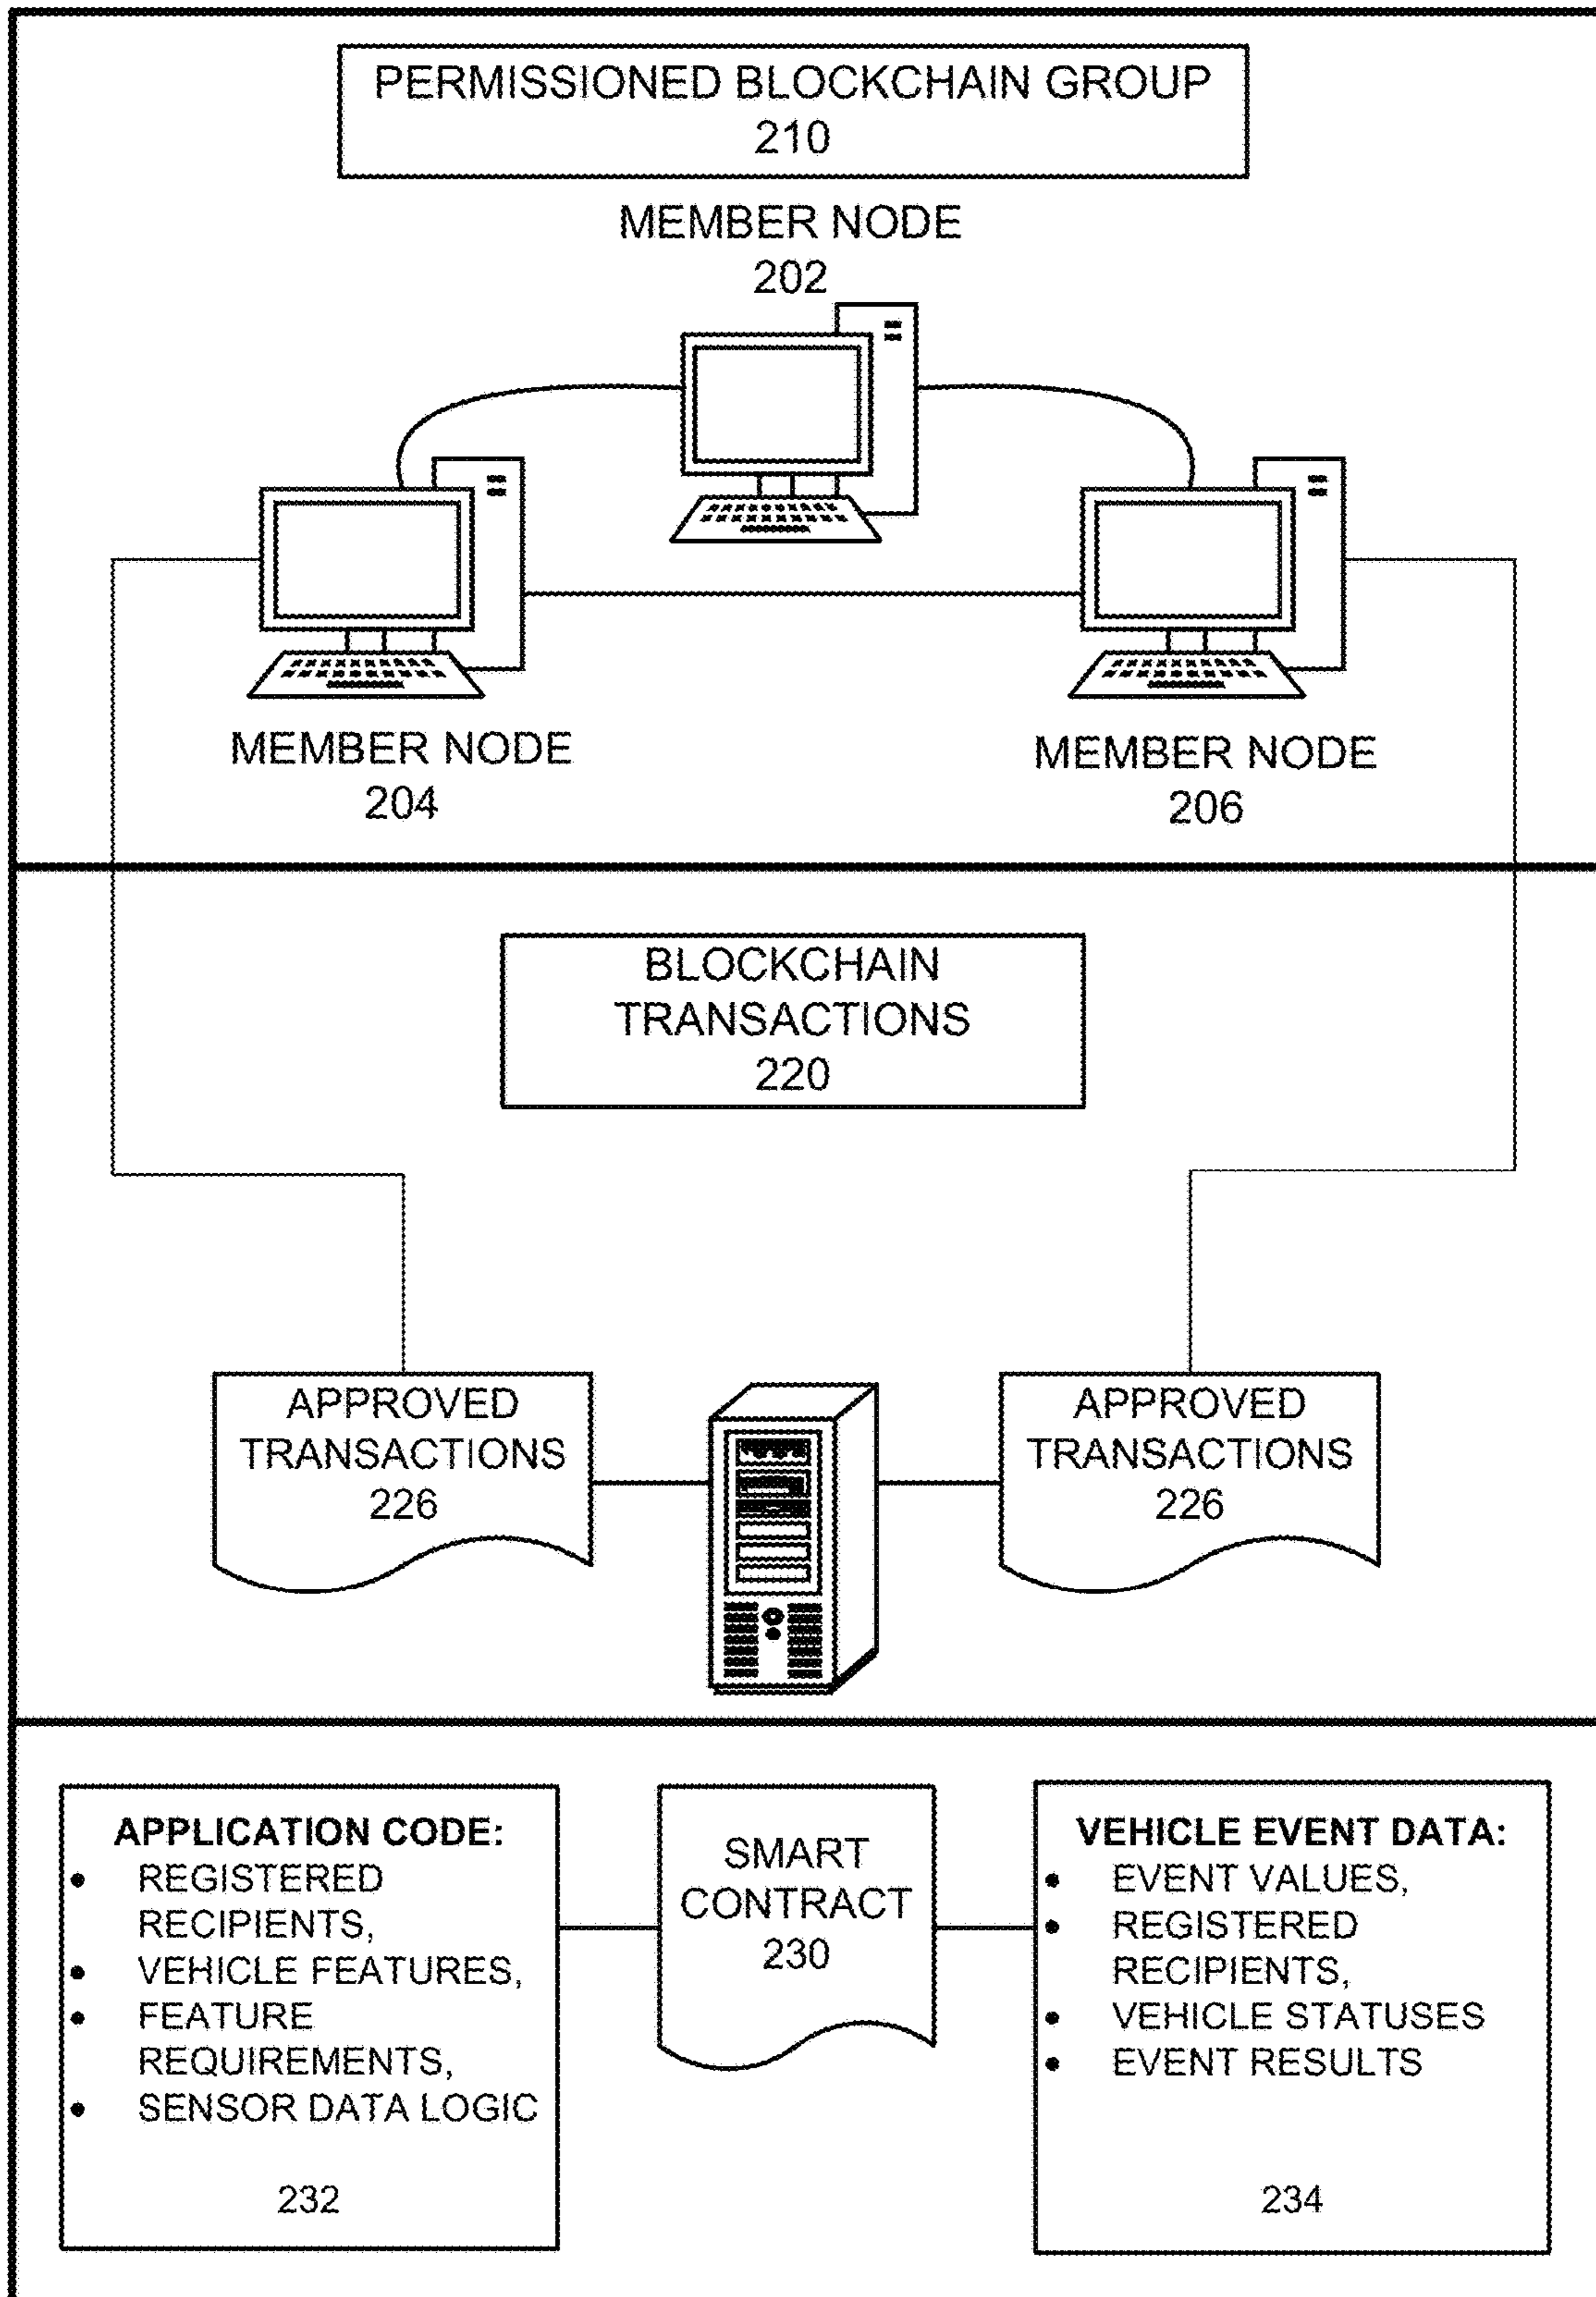 PERMISSIONED BLOCKCHAIN GROUP
210
MEMBER NODE
202
MEMBER NODE
204
MEMBER NODE
206
BLOCKCHAIN
TRANSACTIONS
220
APPROVED
TRANSACTIONS
226
APPROVED
TRANSACTIONS
226
APPLICATION CODE:
• REGISTERED
RECIPIENTS,
• VEHICLE FEATURES,
• FEATURE
REQUIREMENTS,
• SENSOR DATA LOGIC
232
SMART
CONTRACT
230
VEHICLE EVENT DATA:
• EVENT VALUES,
• REGISTERED
RECIPIENTS,
• VEHICLE STATUSES
• EVENT RESULTS
234